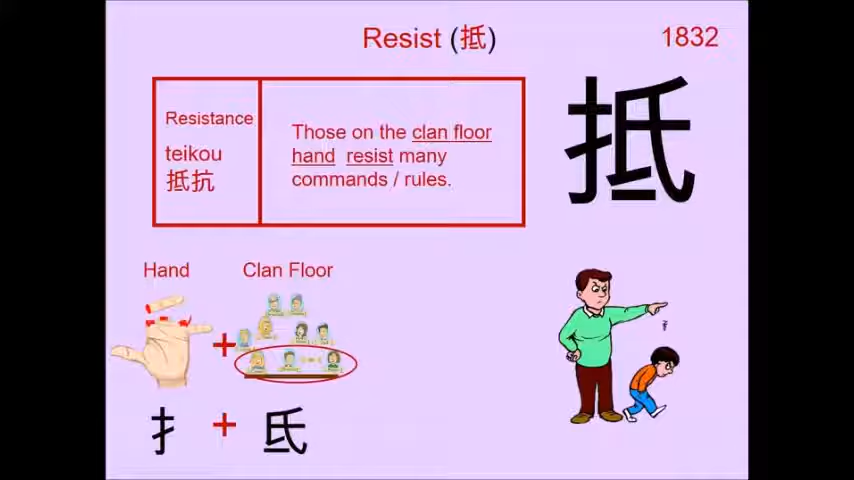 Resist (抵)
1832
Resistance
teikou
抵抗
Those on the clan floor
hand resist many
commands / rules.
抵
Hand
Clan Floor
+
扌 + 氐